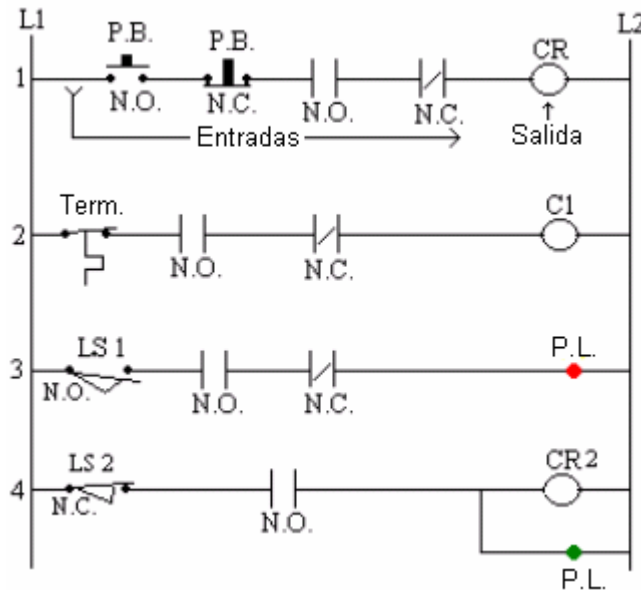 L1
L2
P.B.
P.B.
CR
1
N.O.
N.C.
N.O.
N.C.
Entradas
Salida
Term.
C1
2
N.O.
N.C.
LS 1
P.L.
3
N.O.
N.O.
N.C.
LS 2
CR 2
4
N.C.
N.O.
P.L.